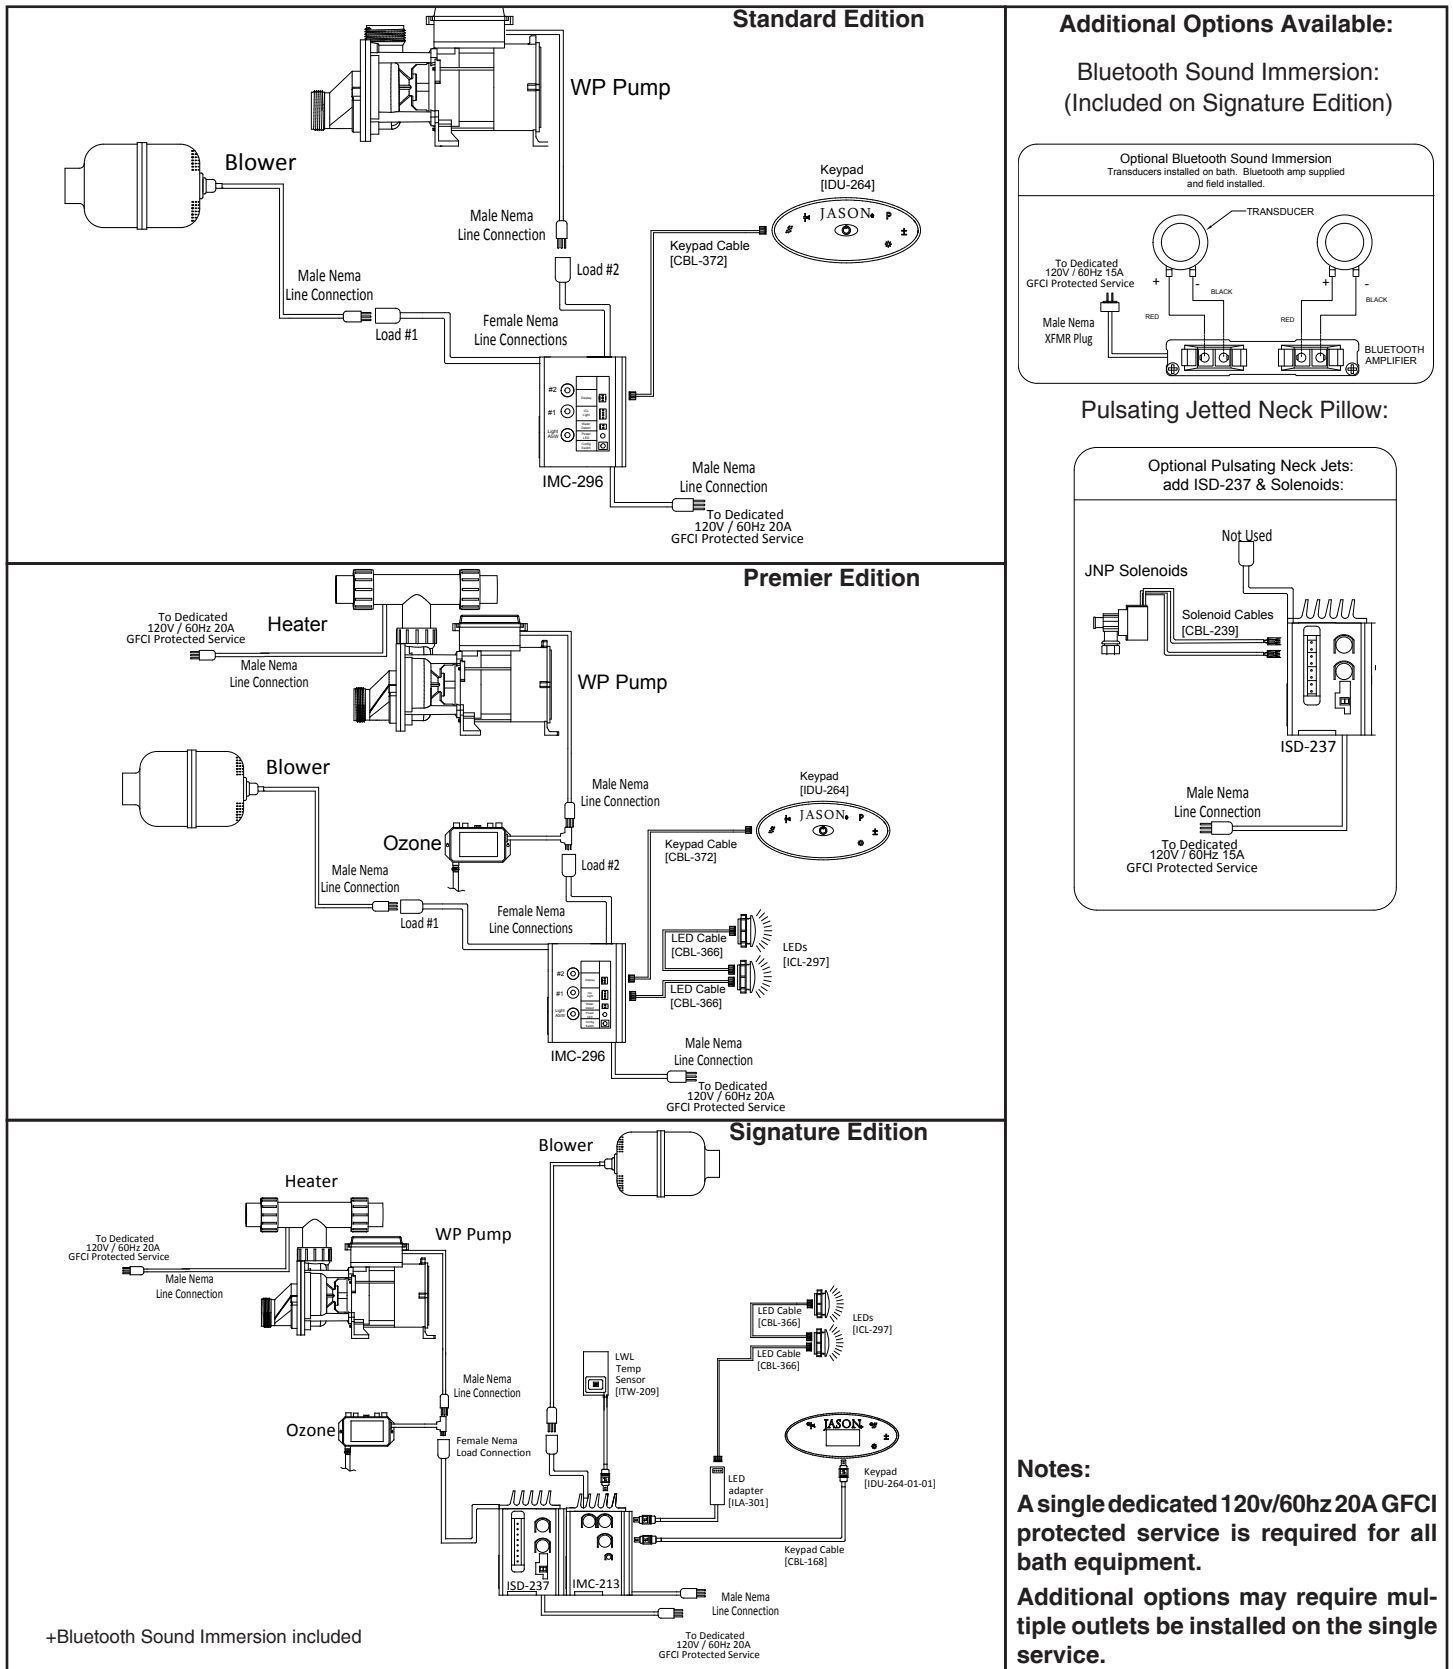 Standard Edition
WP Pump
Blower
Keypad
[IDU-264]
JASON
P
±
Male Nema
Line Connection
Keypad Cable
[CBL-372]
Load #2
Male Nema
Line Connection
Load #1
Female Nema
Line Connections
#2
Display
#1
Light
Light
ASW
Config
Switch
IMC-296
Male Nema
Line Connection
To Dedicated
120V / 60Hz 20A
GFCI Protected Service
Premier Edition
To Dedicated
120V / 60Hz 20A
GFCI Protected Service
Heater
Male Nema
Line Connection
WP Pump
Blower
Male Nema
Line Connection
Keypad
[IDU-264]
JASON
P
±
Ozone
Keypad Cable
[CBL-372]
Load #2
Male Nema
Line Connection
Load #1
Female Nema
Line Connections
LED Cable
[CBL-366]
LEDs
[ICL-297]
LED Cable
[CBL-366]
#2
Display
#1
Light
Light
ASW
IMC-296
Male Nema
Line Connection
To Dedicated
120V / 60Hz 20A
GFCI Protected Service
Signature Edition
Blower
Heater
To Dedicated
120V / 60Hz 20A
GFCI Protected Service
Male Nema
Line Connection
WP Pump
LED Cable
[CBL-366]
LEDs
[ICL-297]
LED Cable
[CBL-366]
LWL
Temp
Sensor
[ITW-209]
Male Nema
Line Connection
Ozone
Female Nema
Load Connection
JASON
±
LED
adapter
[ILA-301]
Keypad
[IDU-264-01-01]
Keypad Cable
[CBL-168]
ISD-237
IMC-213
Male Nema
Line Connection
To Dedicated
120V / 60Hz 20A
GFCI Protected Service
+Bluetooth Sound Immersion included
Additional Options Available:
Bluetooth Sound Immersion:
(Included on Signature Edition)
Optional Bluetooth Sound Immersion
Transducers installed on bath. Bluetooth amp supplied
and field installed.
TRANSDUCER
To Dedicated
120V / 60Hz 15A
GFCI Protected Service
+ -
+ -
BLACK
BLACK
RED
RED
Male Nema
XFMR Plug
BLUETOOTH
AMPLIFIER
Pulsating Jetted Neck Pillow:
Optional Pulsating Neck Jets:
add ISD-237 & Solenoids:
Not Used
JNP Solenoids
Solenoid Cables
[CBL-239]
ISD-237
Male Nema
Line Connection
To Dedicated
120V / 60Hz 15A
GFCI Protected Service
Notes:
A single dedicated 120v/60hz 20A GFCI
protected service is required for all
bath equipment.
Additional options may require mul-
tiple outlets be installed on the single
service.